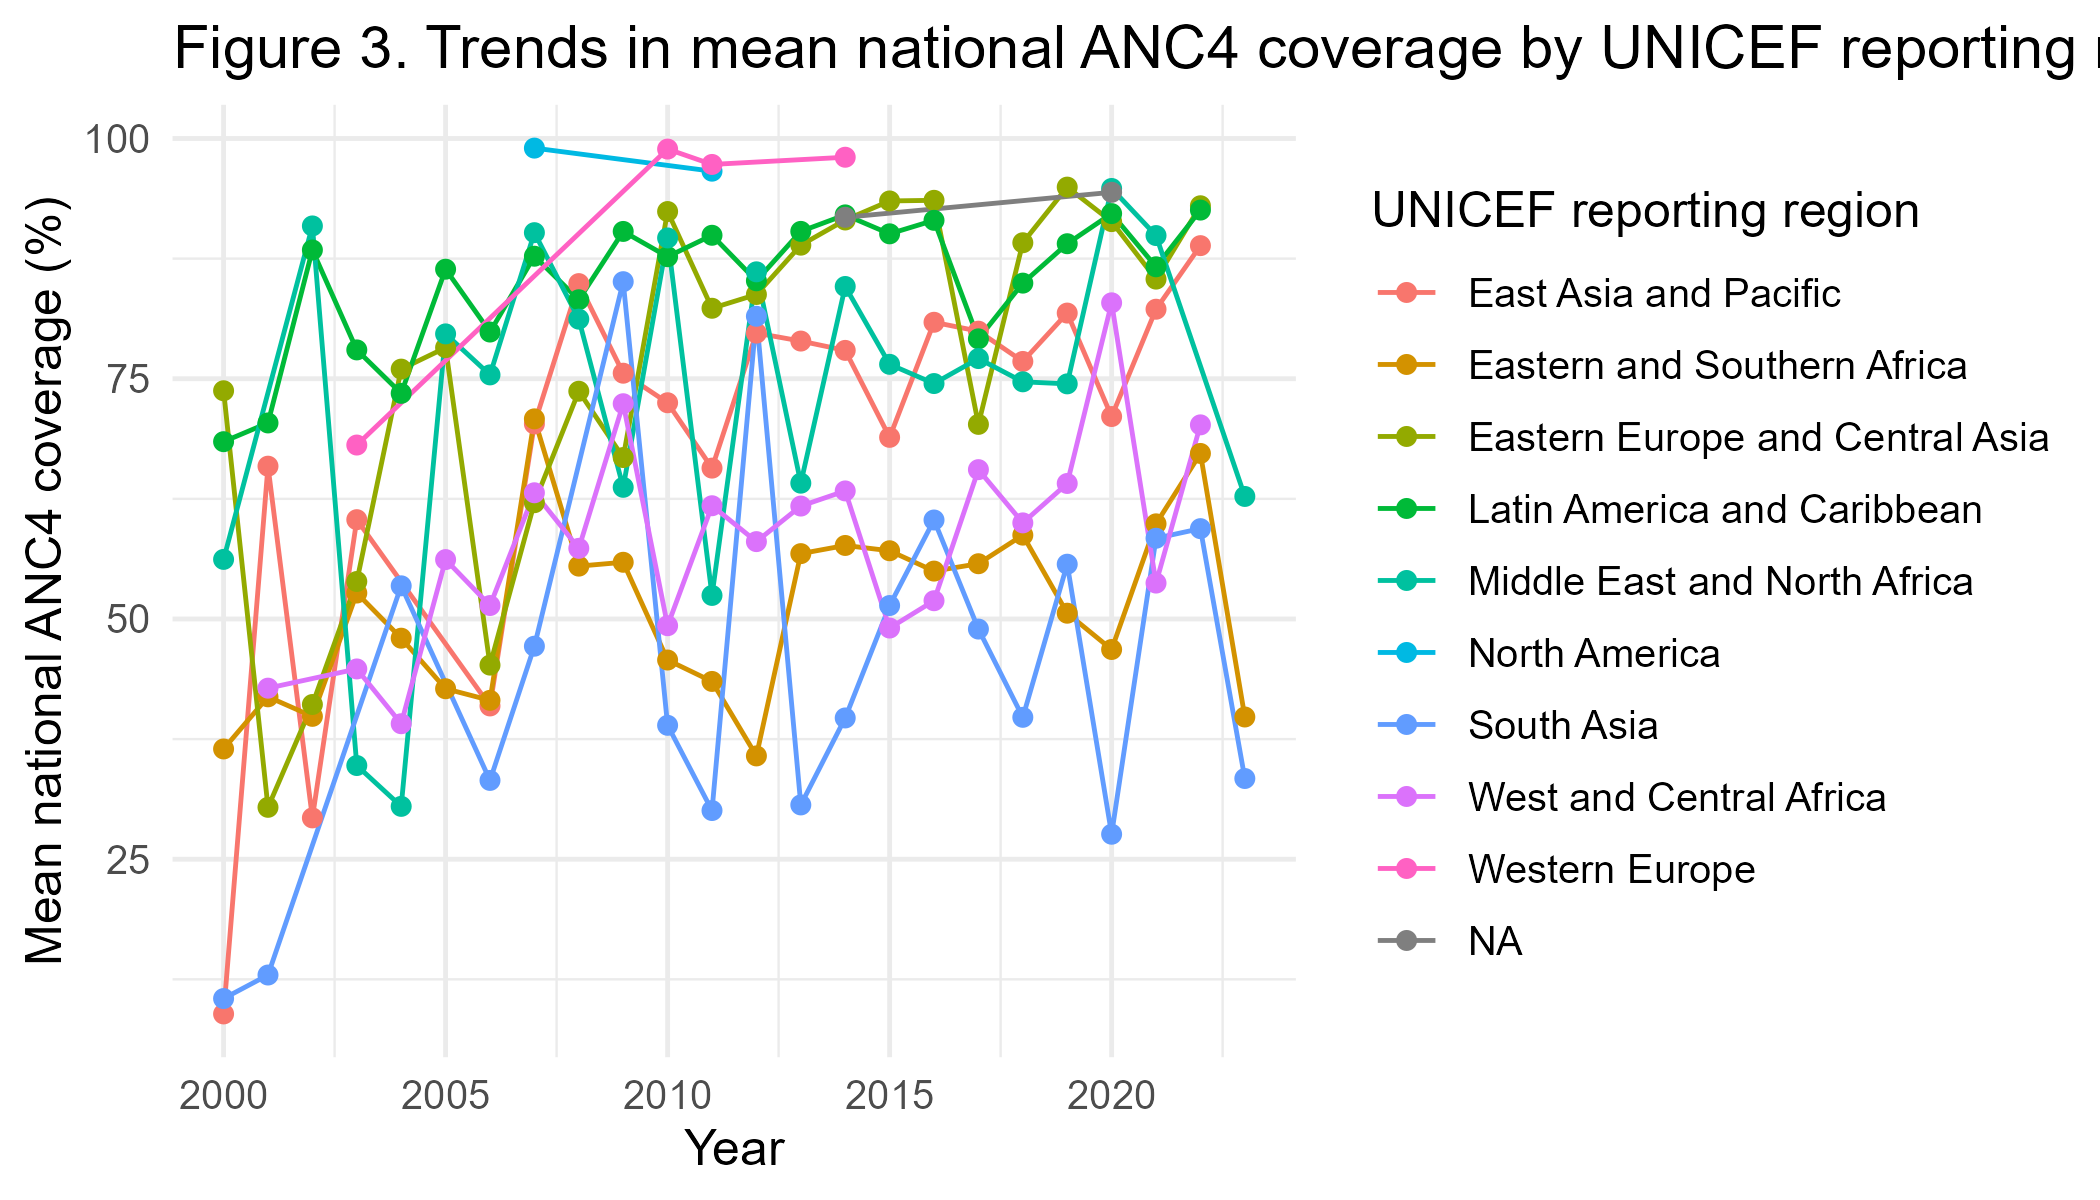 Figure 3. Trends in mean national ANC4 coverage by UNICEF reporting
Mean national ANC4 coverage (%)
100
75
50
25
2000 2005 2010 2015 2020
Year
UNICEF reporting region
East Asia and Pacific
Eastern and Southern Africa
Eastern Europe and Central Asia
Latin America and Caribbean
Middle East and North Africa
North America
South Asia
West and Central Africa
Western Europe
NA